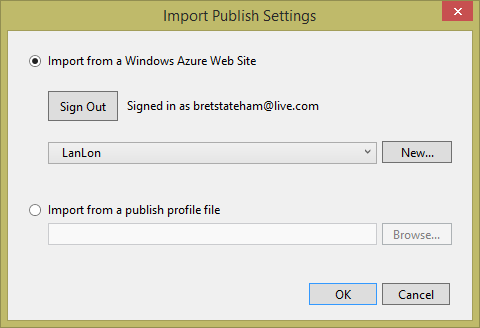 Import Publish Settings
Import from a Windows Azure Web Site
Sign Out Signed in as bretstateham@live.com
LanLon New...
Import from a publish profile file
Browse...
OK Cancel